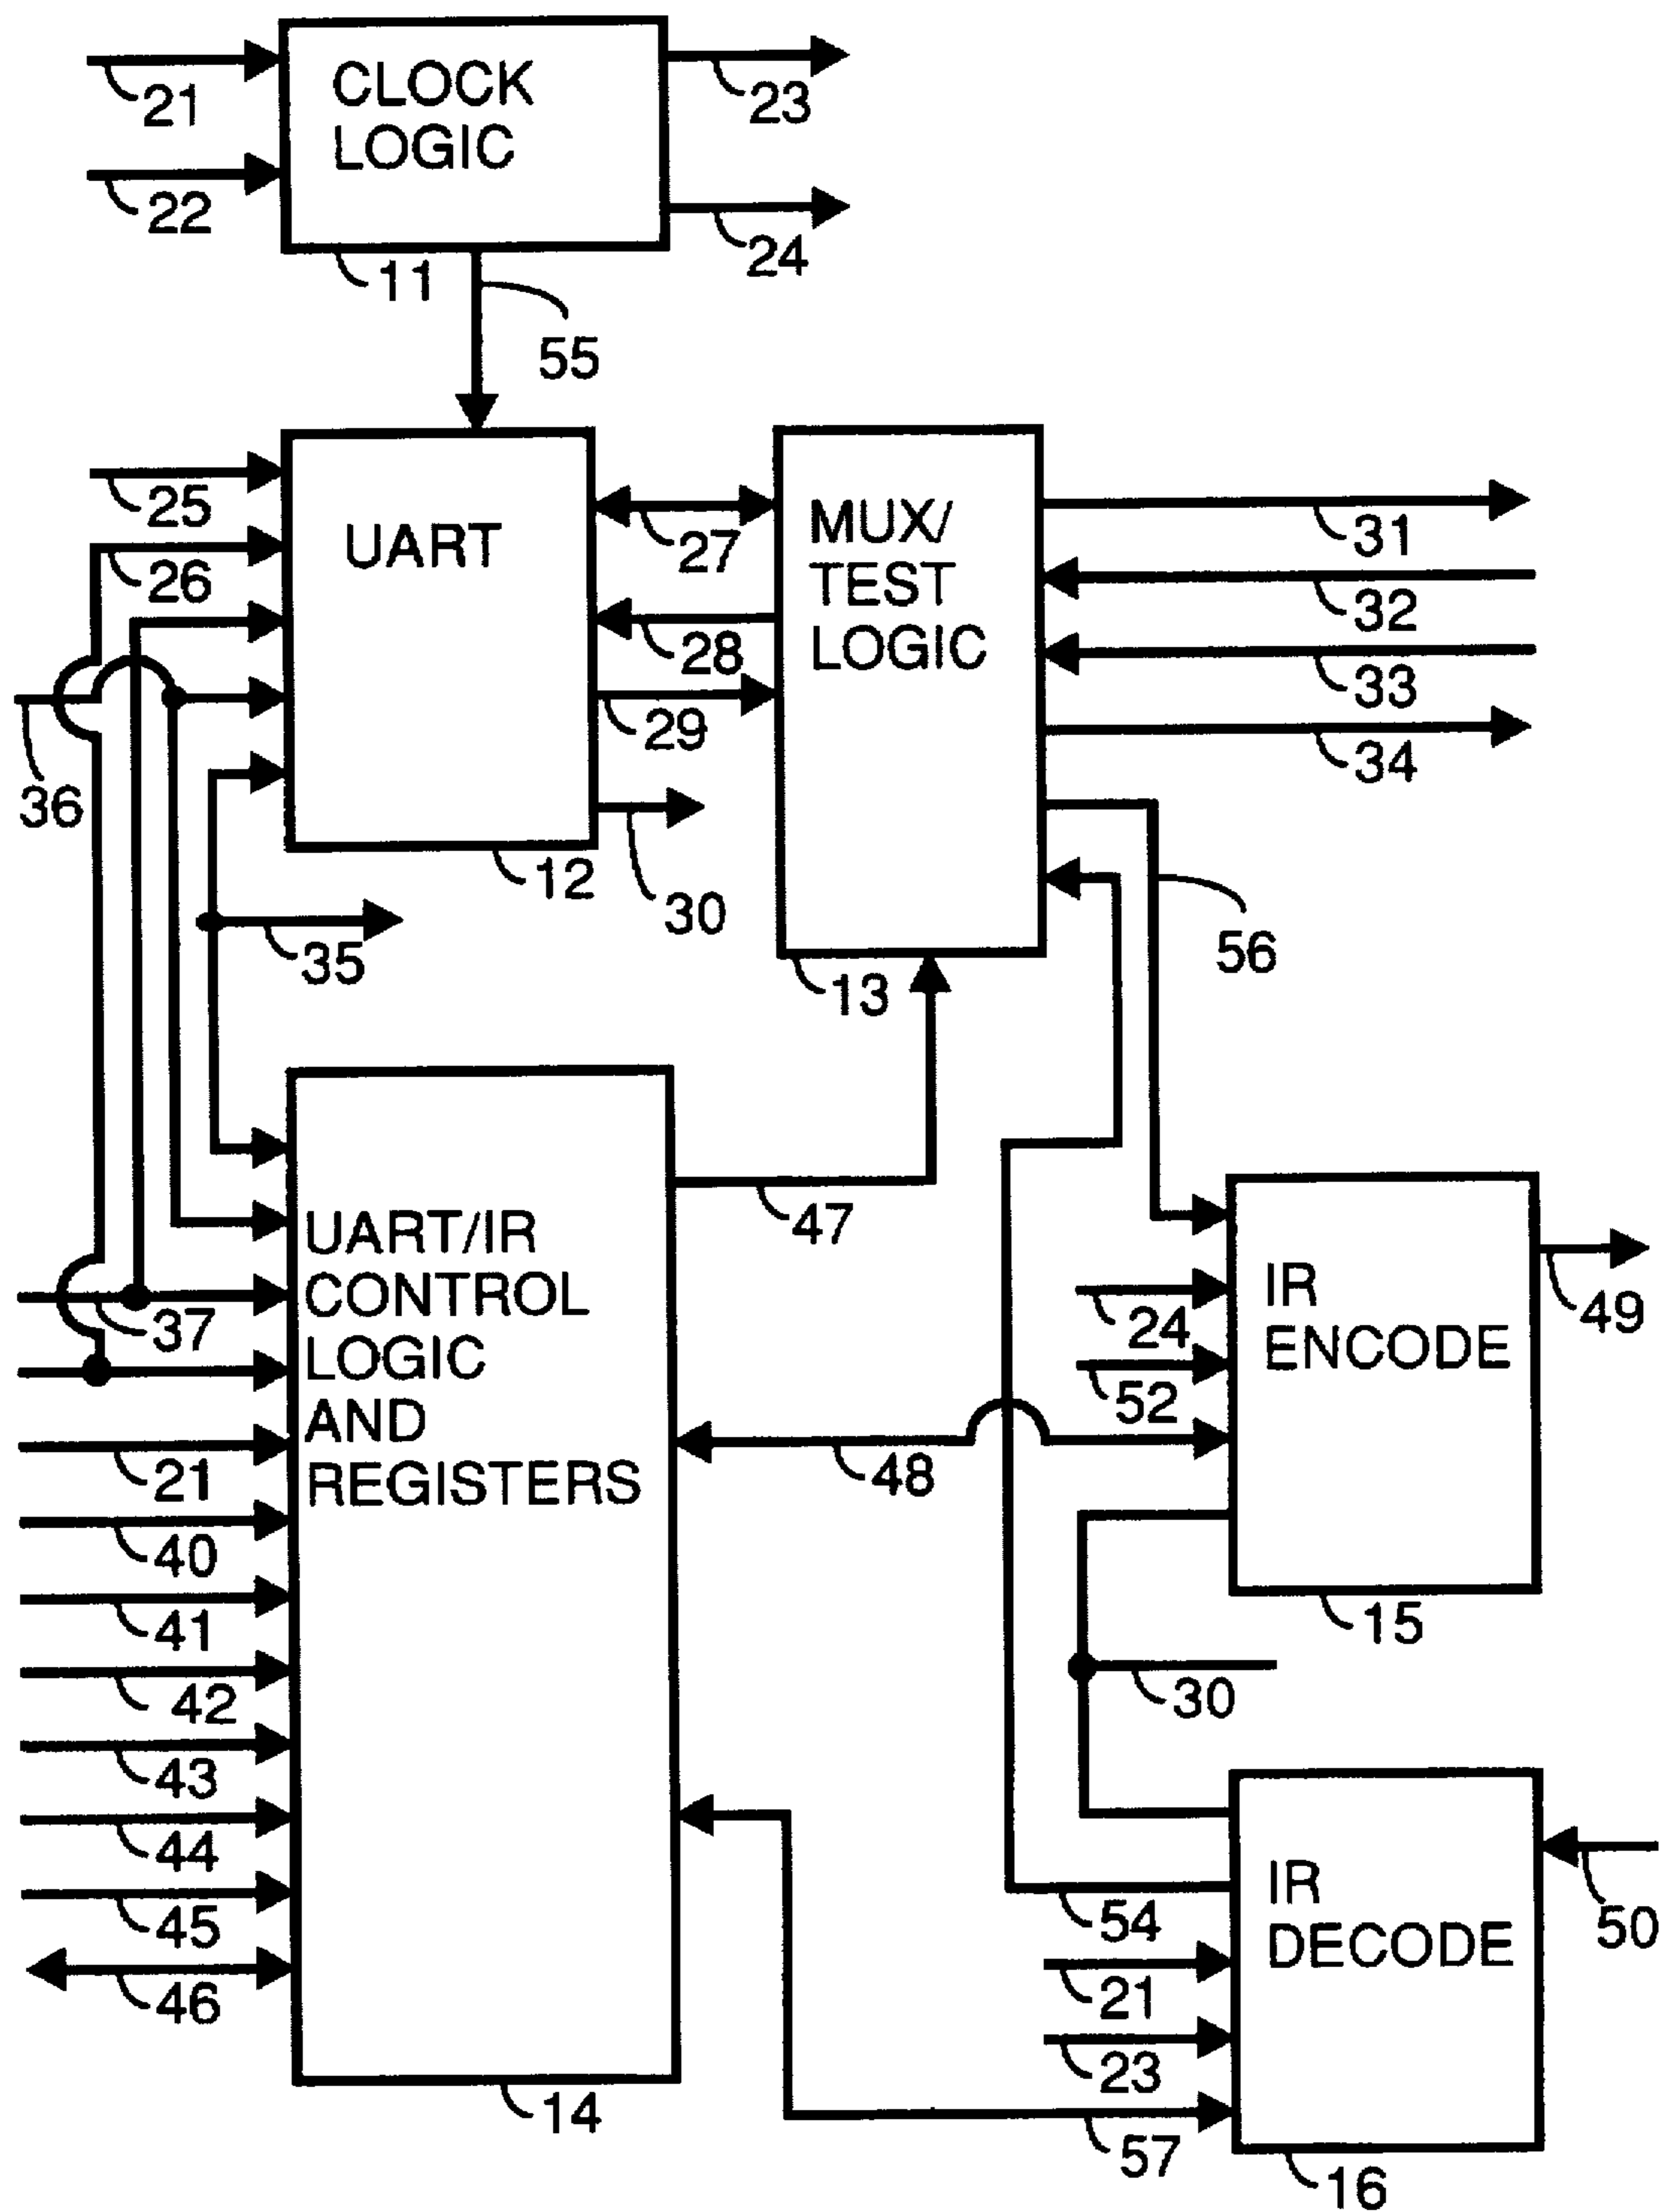 CLOCK
LOGIC
21
22
23
24
11
55
25
26
UART
27
28
29
36
12
30
35
MUX/
TEST
LOGIC
31
32
33
34
13
56
UART/IR
CONTROL
LOGIC
AND
REGISTERS
47
37
21
40
41
42
43
44
45
46
14
48
IR
ENCODE
24
52
49
15
30
IR
DECODE
54
21
23
50
57
16